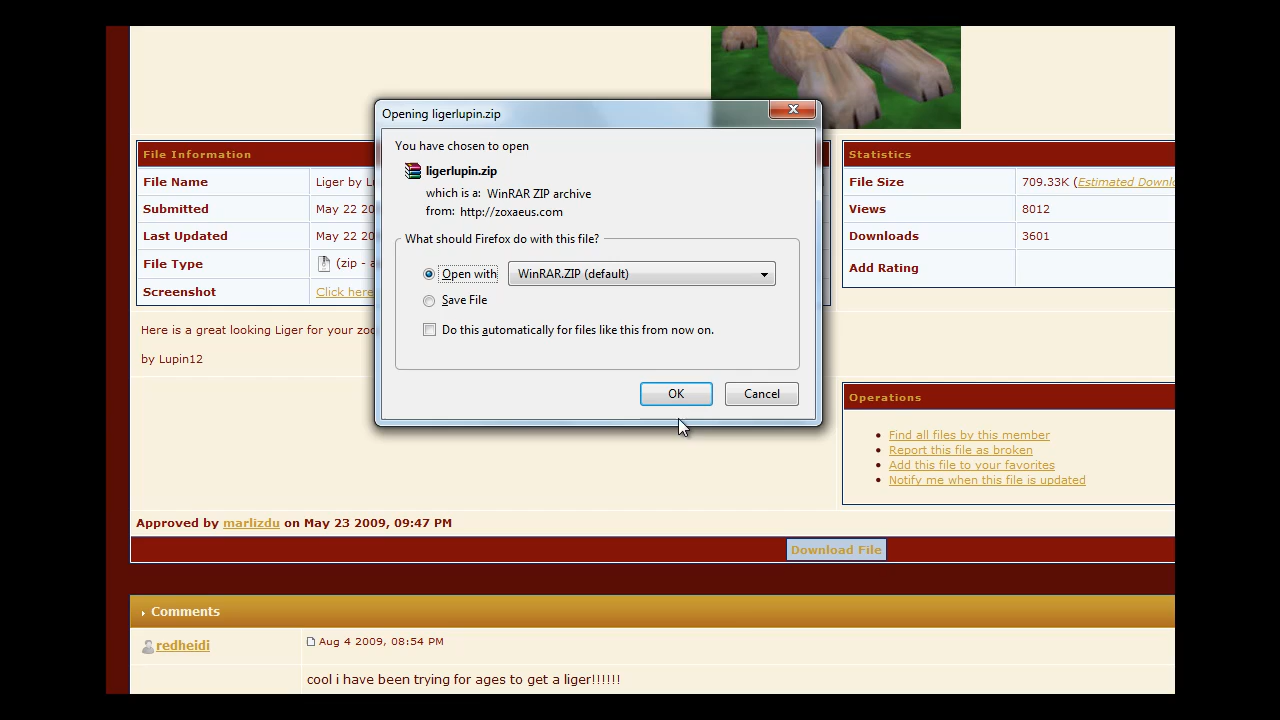 Opening ligerlupin.zip
You have chosen to open
ligerlupin.zip
which is a: WinRAR ZIP archive
from: http://zoxaeus.com
What should Firefox do with this file?
Open with WinRAR.ZIP (default)
Save File
Do this automatically for files like this from now on.
OK Cancel
File Information
File Name Liger by
Submitted May 22
Last Updated May 22
File Type (zip -
Screenshot Click here
Statistics
File Size 709.33K (Estimated
Views 8012
Downloads 3601
Add Rating
Here is a great looking Liger for your
by Lupin12
Operations
Find all files by this member
Report this file as broken
Add this file to your favorites
Notify me when this file is updated
Approved by marlizdu on May 23 2009, 09:47 PM
Download File
Comments
redheidi Aug 4 2009, 08:54 PM
cool i have been trying for ages to get a liger!!!!!!